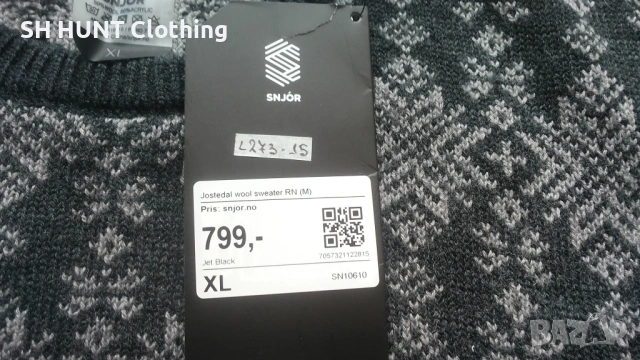 SH HUNT Clothing
XL
SNJÓR
L273-15
Jostedal wool sweater RN (M)
Pris: snjor.no
799,-
7057321122815
Jet Black
XL
SN10610
BAZAR